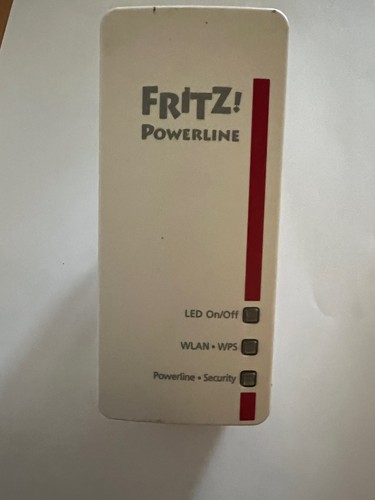 FRITZ!
POWERLINE
LED On/Off
WLAN • WPS
Powerline • Security